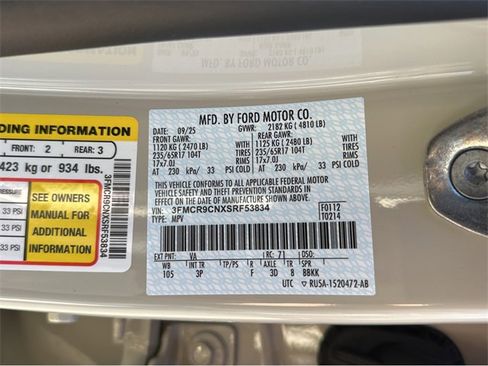 DING INFORMATION
FRONT: 2 REAR: 3
423 kg or 934 lbs.
SEE OWNERS
MANUAL FOR
ADDITIONAL
INFORMATION
33 PSI
33 PSI
33 PSI
3FMCR9CNXSRF53834
MFD. BY FORD MOTOR CO.
DATE: 09/25 GVWR: 2182 KG ( 4810 LB)
FRONT GAWR: REAR GAWR:
1120 KG ( 2470 LB) 1125 KG ( 2480 LB)
235/65R17 104T TIRES 235/65R17 104T
17x7.0J RIMS 17x7.0J
AT 230 kPa/ 33 PSI COLD AT 230 kPa/ 33 PSI COLD
THIS VEHICLE CONFORMS TO ALL APPLICABLE FEDERAL MOTOR
VEHICLE SAFETY AND THEFT PREVENTION STANDARDS IN EFFECT
ON THE DATE OF MANUFACTURE SHOWN ABOVE.
VIN: 3FMCR9CNXSRF53834 F0112
TYPE: MPV T0214
EXT PNT: VA RC: 71 DSO:
WB INT TR TP/PS R AXLE TR SPR
105 3P F 3D 8 BBKK
UTC ▼ RUSA-1520472-AB